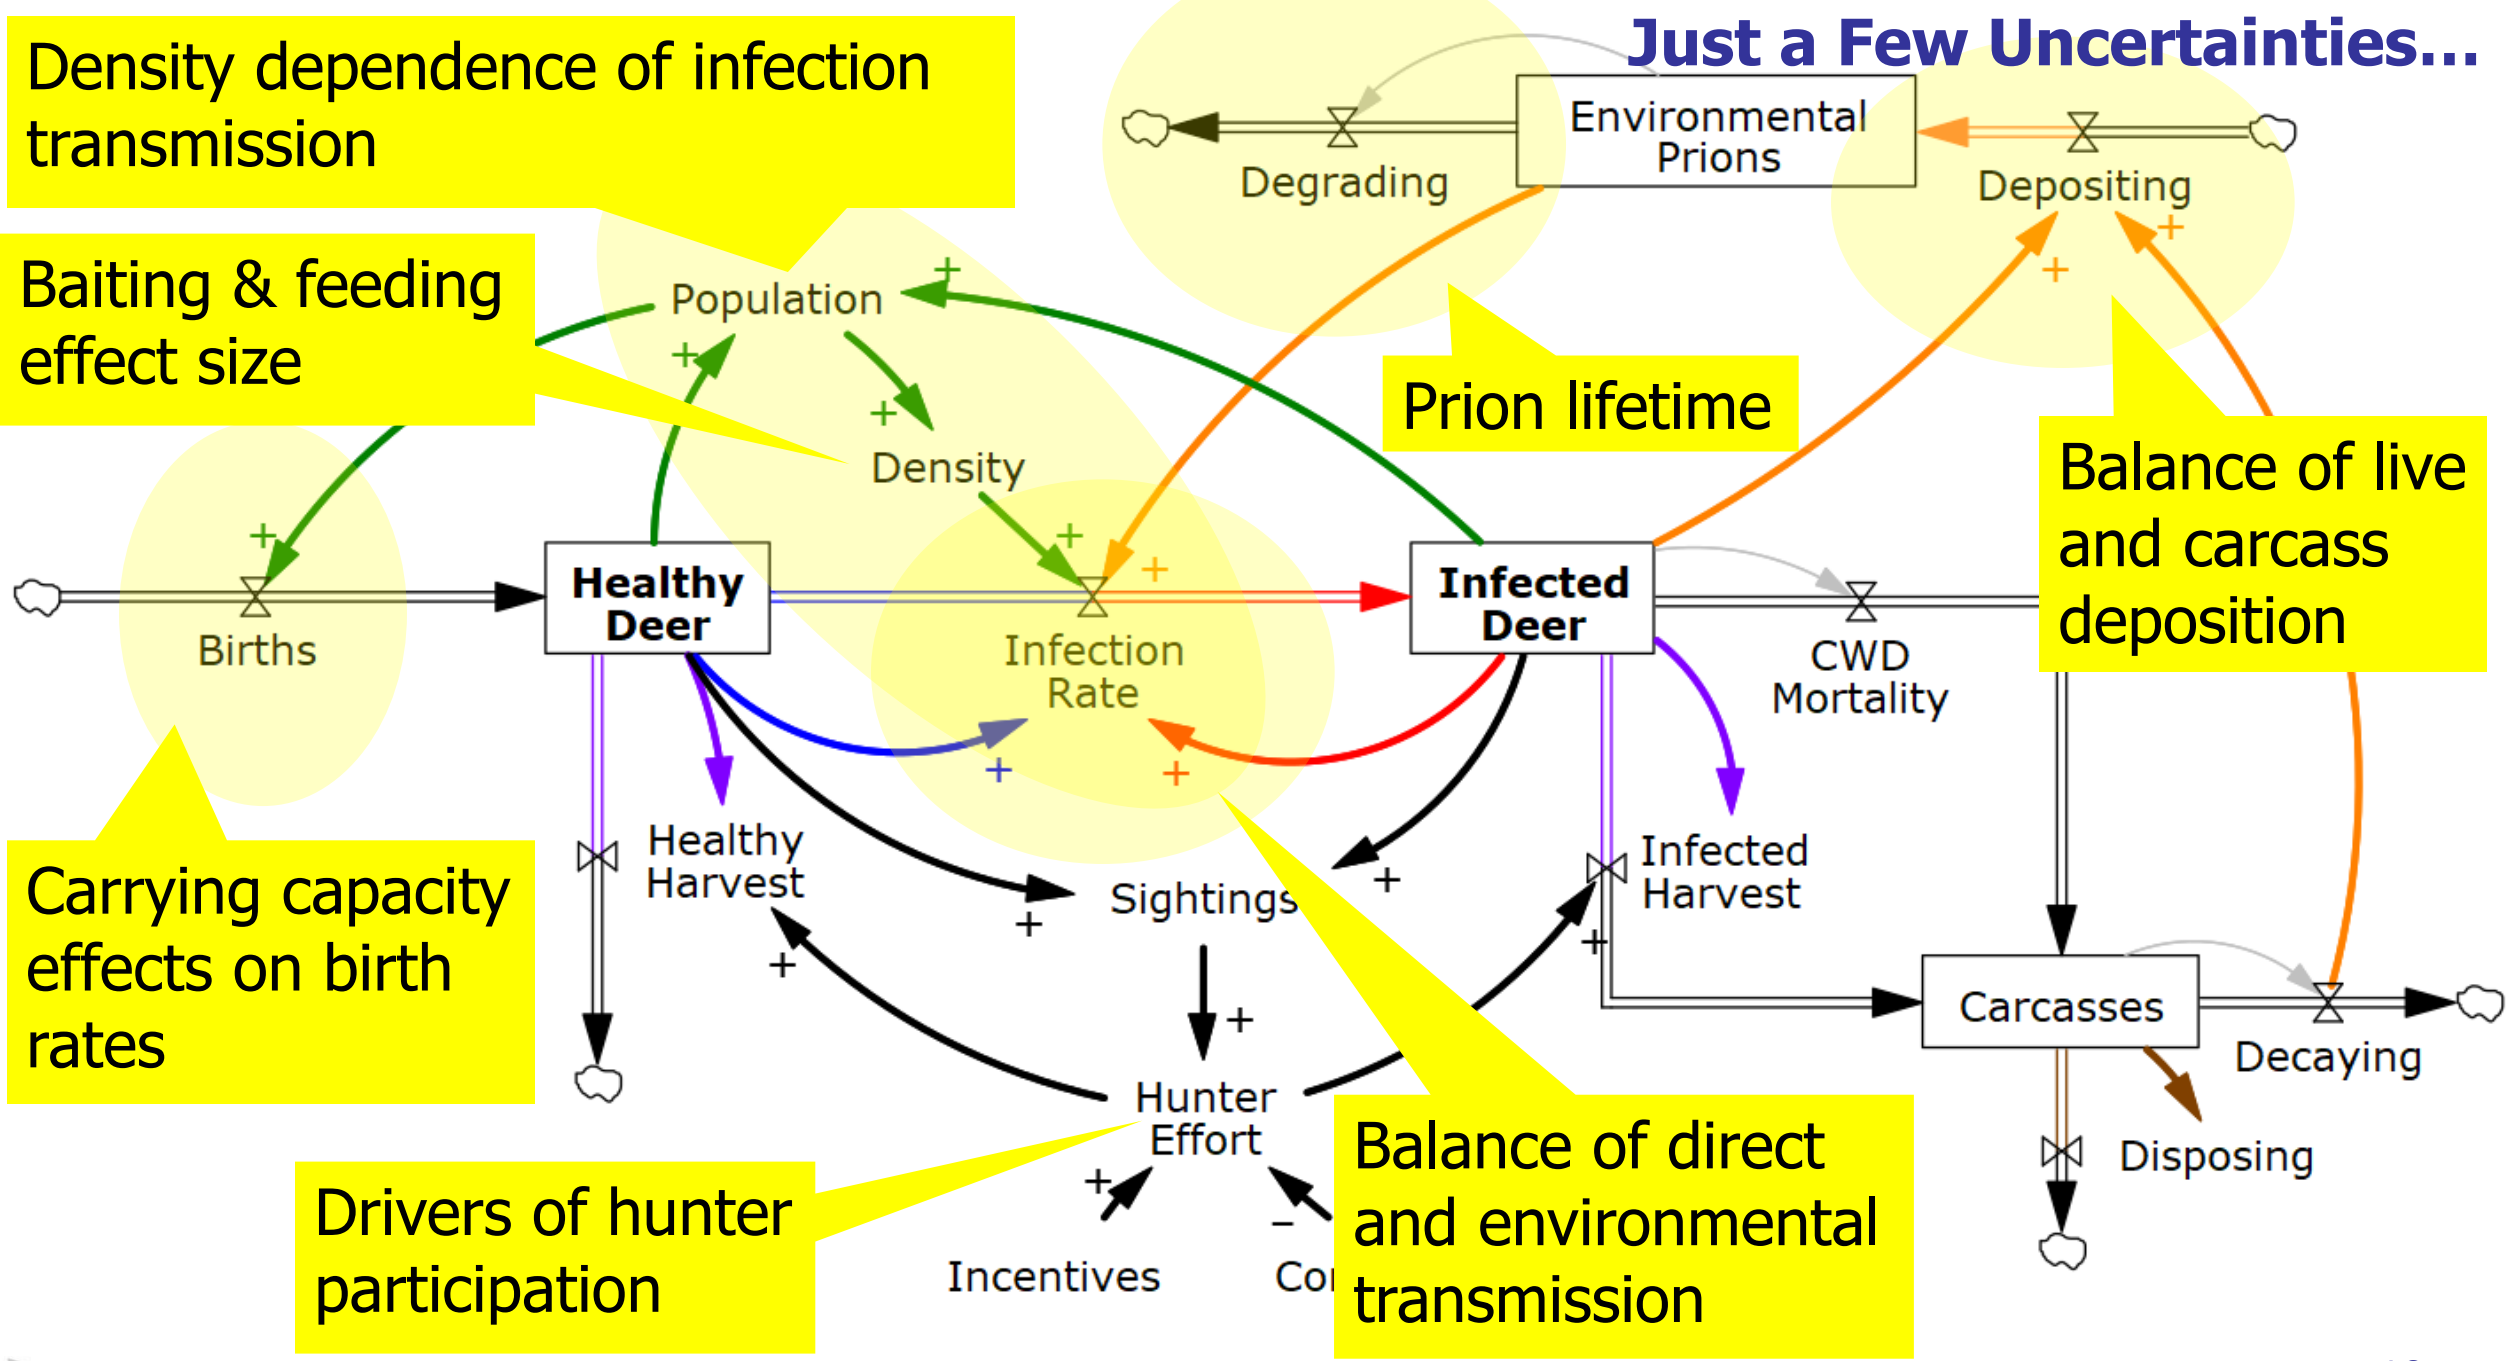 Just a Few Uncertainties...
Density dependence of infection
transmission
Environmental
Prions
Degrading
Depositing
+
+
Baiting & feeding
effect size
Population
+
+
+
Density
Prion lifetime
Balance of live
and carcass
deposition
+
+
+
Births
Healthy
Deer
Infection
Rate
Infected
Deer
CWD
Mortality
+
+
Healthy
Harvest
Sightings
Infected
Harvest
+
+
+
+
Carrying capacity
effects on birth
rates
+
Carcasses
Decaying
Hunter
Effort
Disposing
Drivers of hunter
participation
+
–
Incentives
Balance of direct
and environmental
transmission